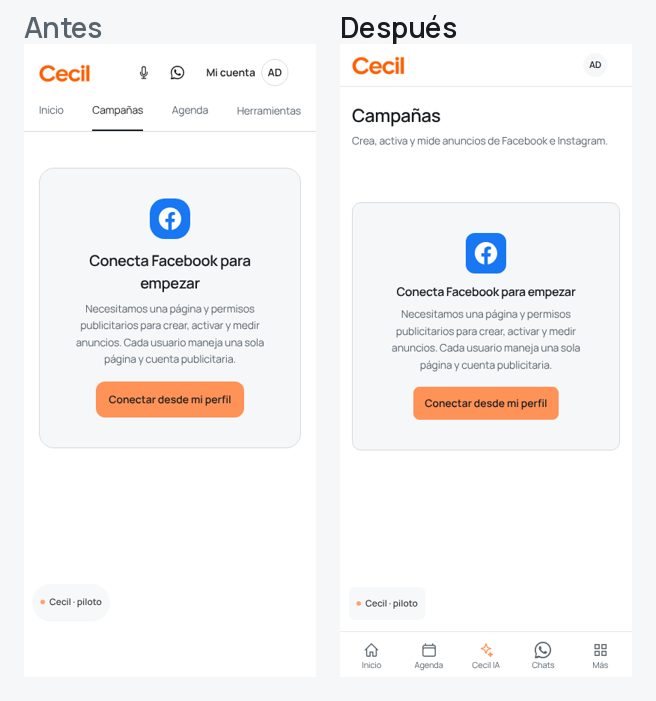 Antes
Cecil
Mi cuenta AD
Inicio Campañas Agenda Herramientas
Conecta Facebook para
empezar
Necesitamos una página y permisos
publicitarios para crear, activar y medir
anuncios. Cada usuario maneja una sola
página y cuenta publicitaria.
Conectar desde mi perfil
Cecil · piloto
Después
Cecil
AD
Campañas
Crea, activa y mide anuncios de Facebook e Instagram.
Conecta Facebook para empezar
Necesitamos una página y permisos
publicitarios para crear, activar y medir
anuncios. Cada usuario maneja una sola
página y cuenta publicitaria.
Conectar desde mi perfil
Cecil · piloto
Inicio Agenda Cecil IA Chats Más